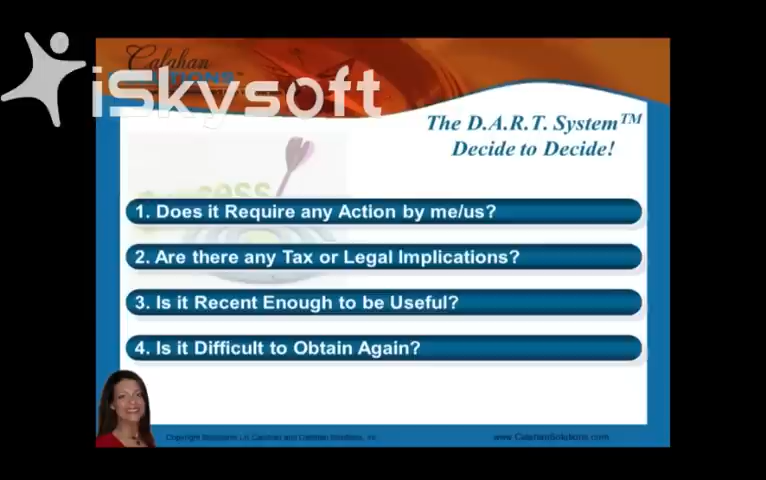 Calahan
iSkysoft
The D.A.R.T. System™
Decide to Decide!
1. Does it Require any Action by me/us?
2. Are there any Tax or Legal Implications?
3. Is it Recent Enough to be Useful?
4. Is it Difficult to Obtain Again?
www.CalahanSolutions.com